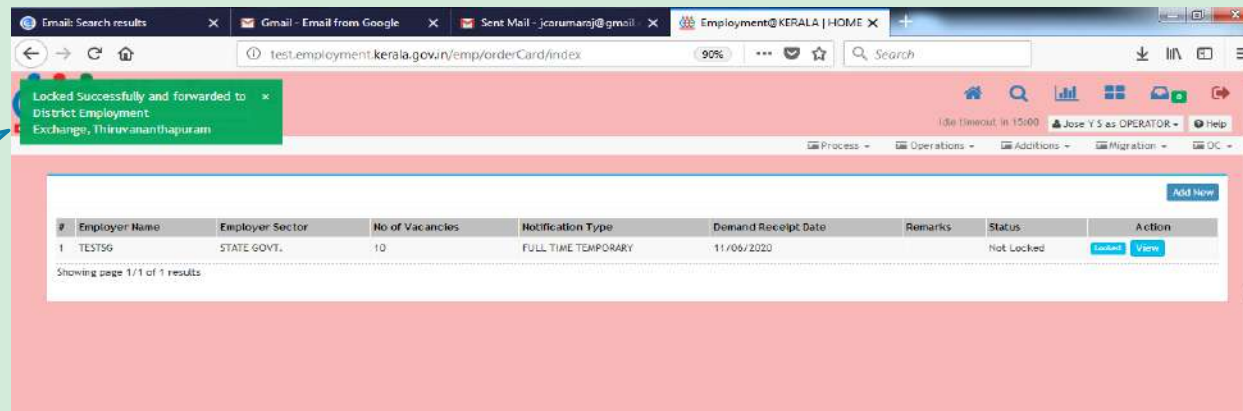 Email: Search results
Gmail - Email from Google
Sent Mail - jcarumaraj@gmail
Employment@KERALA | HOME
test.employment.kerala.gov.in/emp/orderCard/index
90%
Search
Locked Successfully and forwarded to ×
District Employment
Exchange, Thiruvananthapuram
Idle timeout in 15:00 Jose Y S as OPERATOR Help
Process Operations Additions Migration OC
Add New
# Employer Name Employer Sector No of Vacancies Notification Type Demand Receipt Date Remarks Status Action
1 TESTSG STATE GOVT. 10 FULL TIME TEMPORARY 11/06/2020 Not Locked Locked View
Showing page 1/1 of 1 results